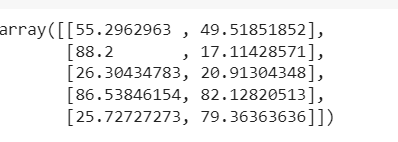 array([[55.2962963 , 49.51851852],
[88.2 , 17.11428571],
[26.30434783, 20.91304348],
[86.53846154, 82.12820513],
[25.72727273, 79.36363636]])